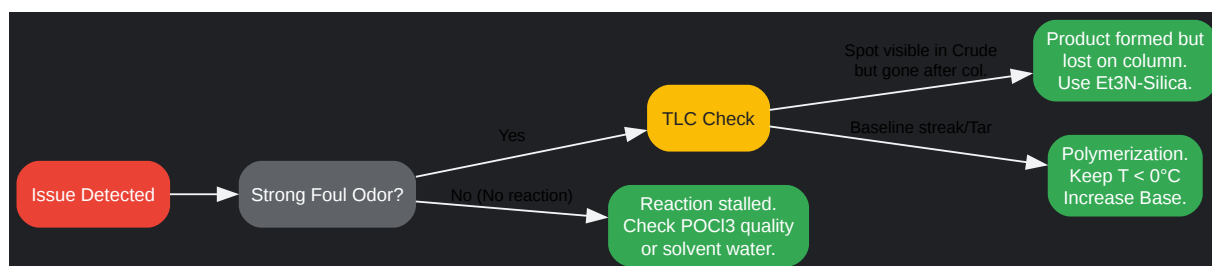 Issue Detected
Strong Foul Odor?
Yes
No (No reaction)
TLC Check
Reaction stalled.
Check POCl3 quality
or solvent water.
Spot visible in Crude
but gone after col.
Baseline streak/Tar
Product formed but
lost on column.
Use Et3N-Silica.
Polymerization.
Keep T < 0°C
Increase Base.